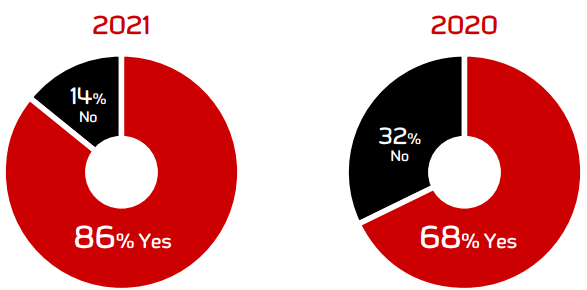 2021
2020
14%
No
86% Yes
32%
No
68% Yes